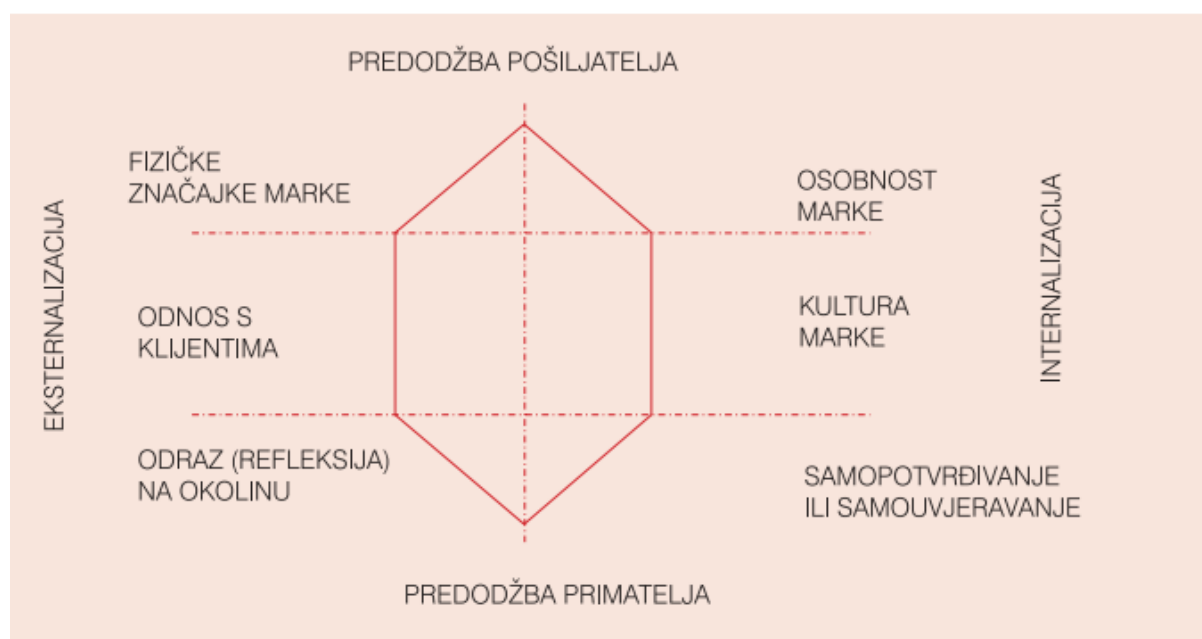 PREDODŽBA POŠILJATELJA
FIZIČKE
ZNAČAJKE MARKE
OSOBNOST
MARKE
EKSTERNALIZACIJA
INTERNALIZACIJA
ODNOS S
KLIJENTIMA
KULTURA
MARKE
ODRAZ (REFLEKSIJA)
NA OKOLINU
SAMOPOTVRĐIVANJE
ILI SAMOUVJERAVANJE
PREDODŽBA PRIMATELJA